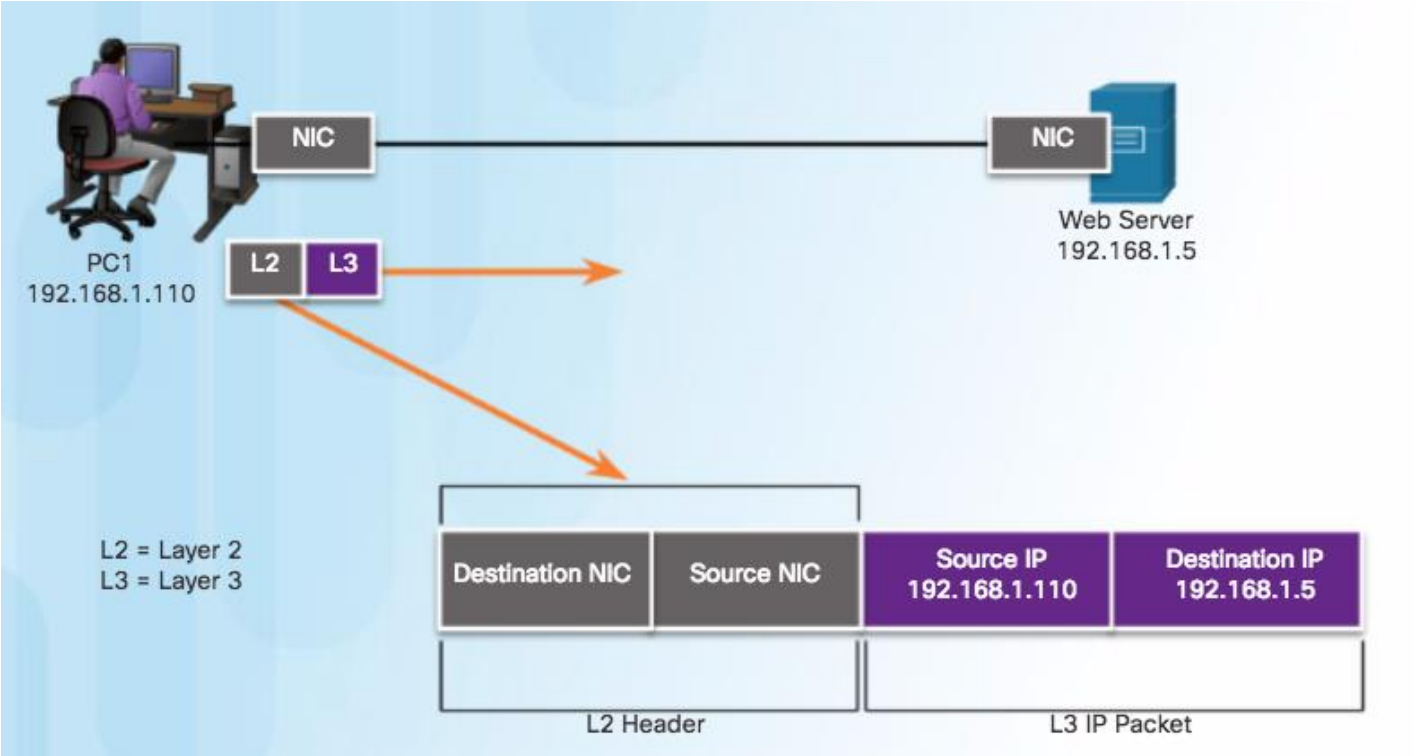 NIC
NIC
Web Server
192.168.1.5
PC1
192.168.1.110
L2
L3
L2 = Layer 2
L3 = Layer 3
Destination NIC
Source NIC
Source IP
192.168.1.110
Destination IP
192.168.1.5
L2 Header
L3 IP Packet